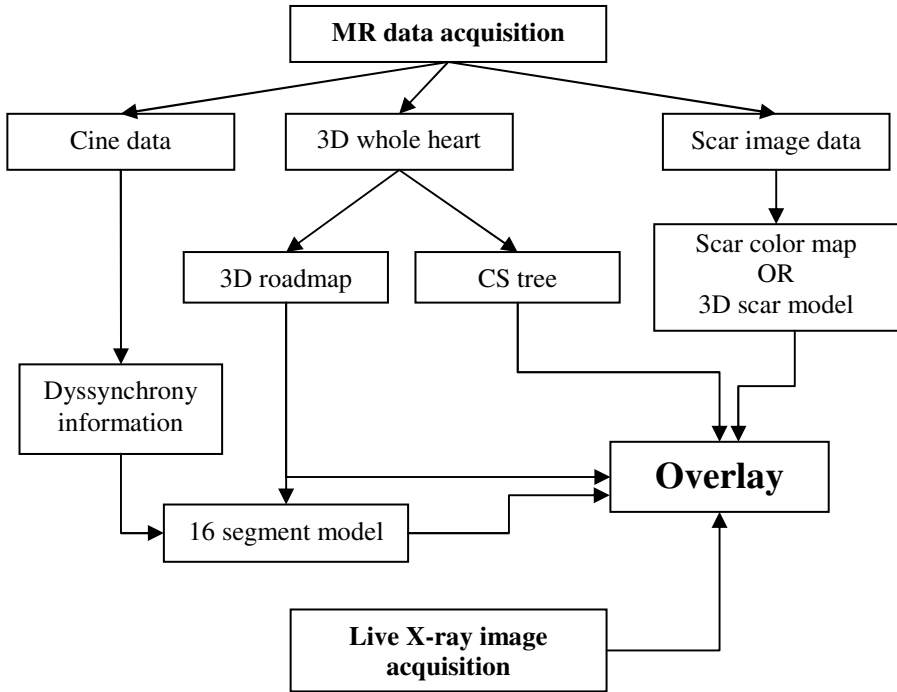 MR data acquisition
Cine data
3D whole heart
Scar image data
3D roadmap
CS tree
Scar color map
OR
3D scar model
Dyssynchrony
information
Overlay
16 segment model
Live X-ray image
acquisition